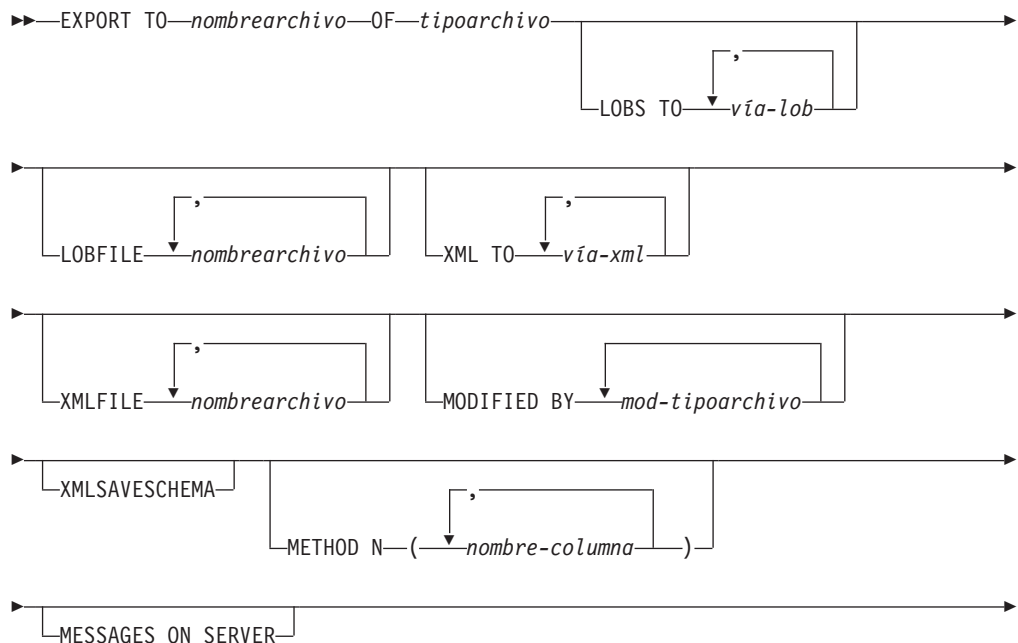 EXPORT TO nombrearchivo OF tipoarchivo
,
LOBS TO vía-lob
, ,
LOBFILE nombrearchivo XML TO vía-xml
,
XMLFILE nombrearchivo MODIFIED BY mod-tipoarchivo
XMLSAVESCHEMA ,
METHOD N ( nombre-columna )
MESSAGES ON SERVER